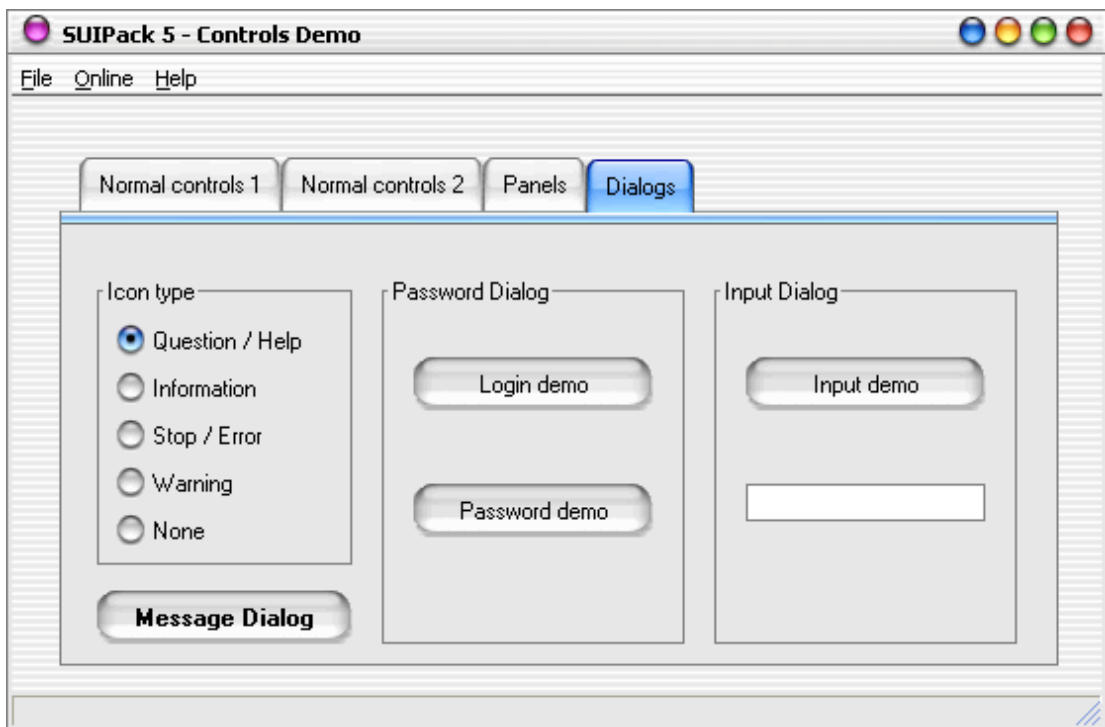 SUIPack 5 - Controls Demo
File Online Help
Normal controls 1 Normal controls 2 Panels Dialogs
Icon type
Question / Help
Information
Stop / Error
Warning
None
Message Dialog
Password Dialog
Login demo
Password demo
Input Dialog
Input demo